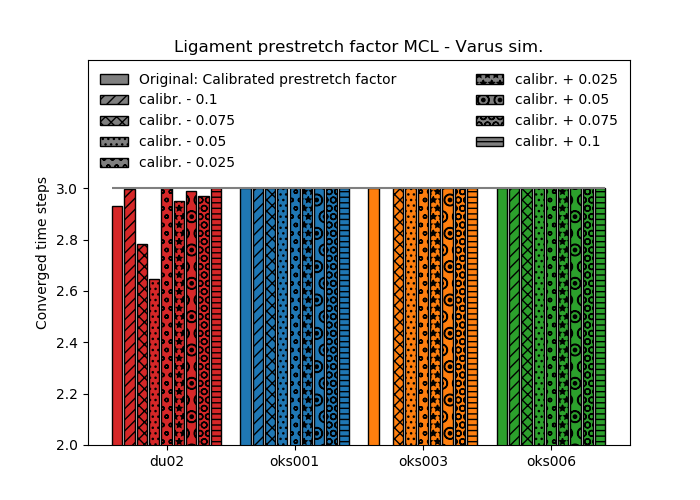 Ligament prestretch factor MCL - Varus sim.
Original: Calibrated prestretch factor
calibr. - 0.1
calibr. - 0.075
calibr. - 0.05
calibr. - 0.025
calibr. + 0.025
calibr. + 0.05
calibr. + 0.075
calibr. + 0.1
Converged time steps
3.0
2.8
2.6
2.4
2.2
2.0
du02
oks001
oks003
oks006